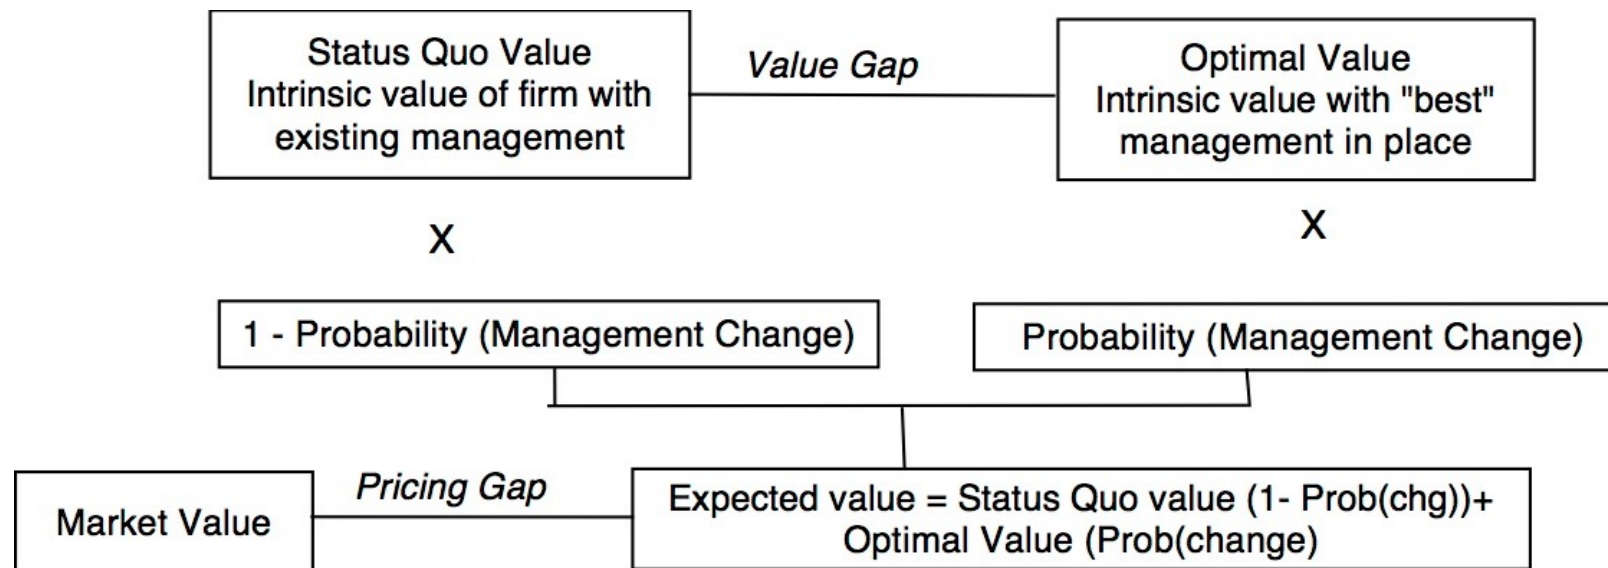 Status Quo Value
Intrinsic value of firm with
existing management
Value Gap
Optimal Value
Intrinsic value with "best"
management in place
X
X
1 - Probability (Management Change)
Probability (Management Change)
Market Value
Pricing Gap
Expected value = Status Quo value (1- Prob(chg))+
Optimal Value (Prob(change)